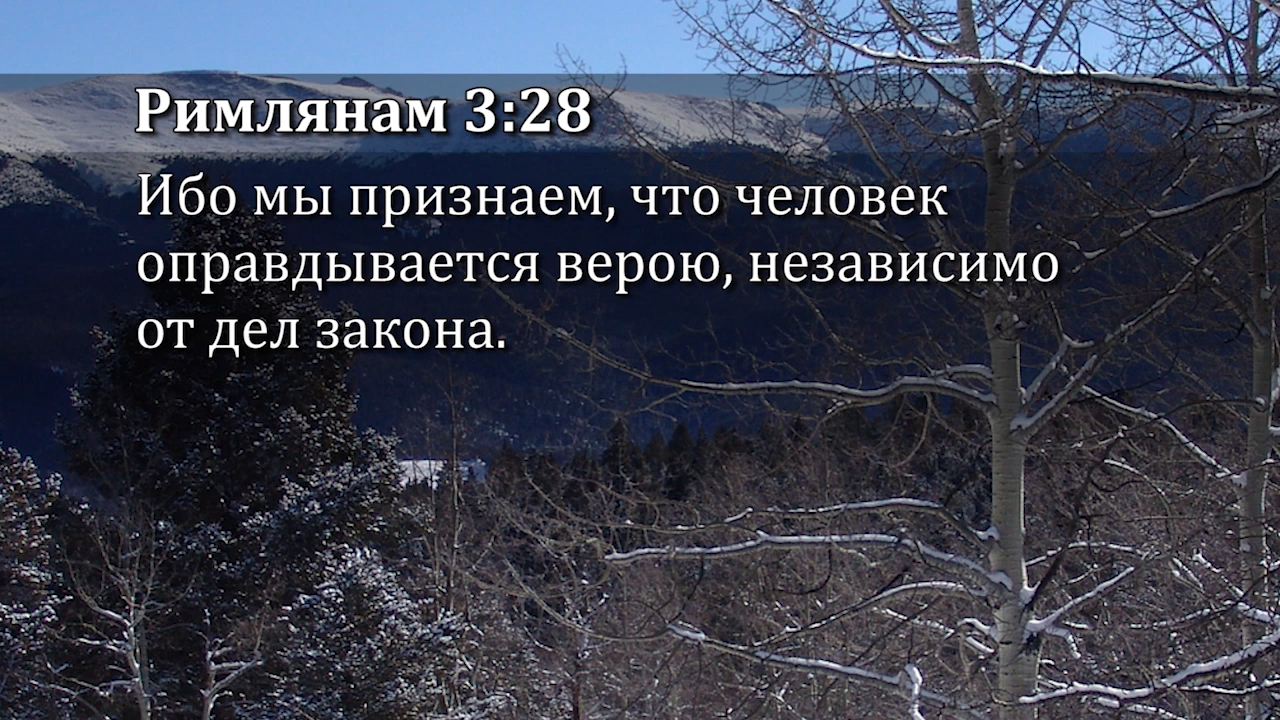 Римлянам 3:28
Ибо мы признаем, что человек
оправдывается верою, независимо
от дел закона.